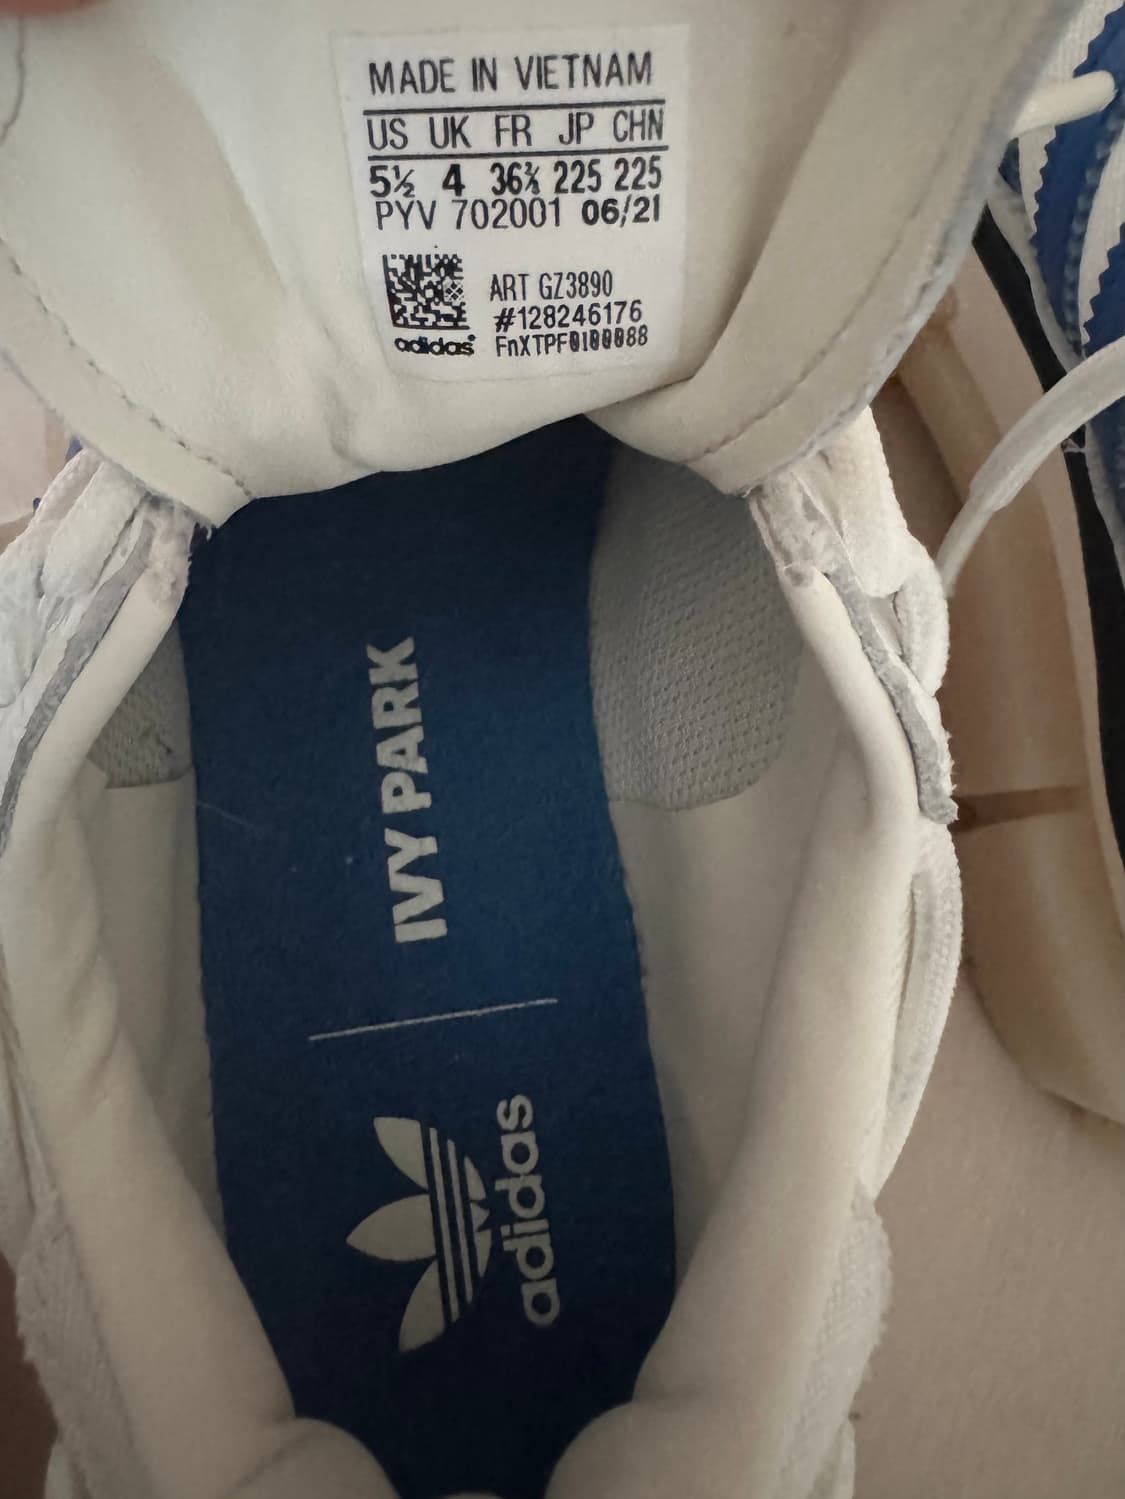 MADE IN VIETNAM
US UK FR JP CHN
5½ 4 36⅔ 225 225
PYV 702001 06/21
ART GZ3890
#128246176
adidas
IVY PARK
adidas